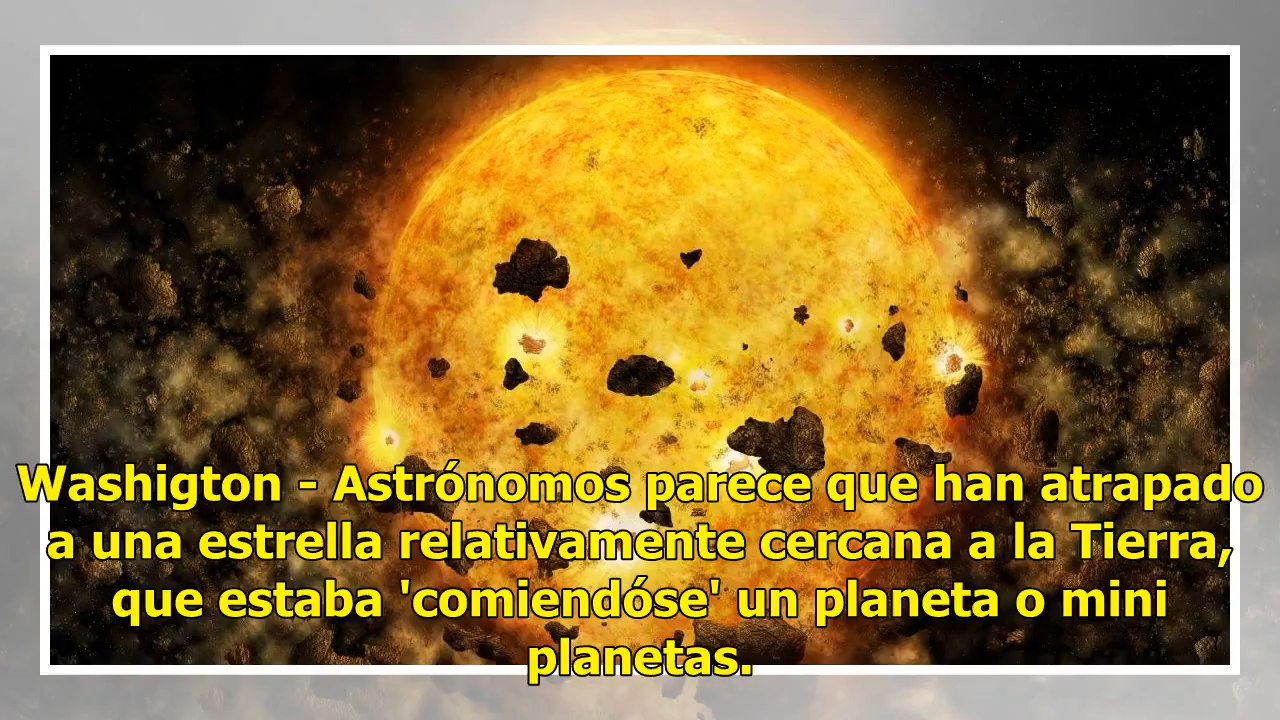 Washigton - Astrónomos parece que han atrapado
a una estrella relativamente cercana a la Tierra,
que estaba 'comiendóse' un planeta o mini
planetas.